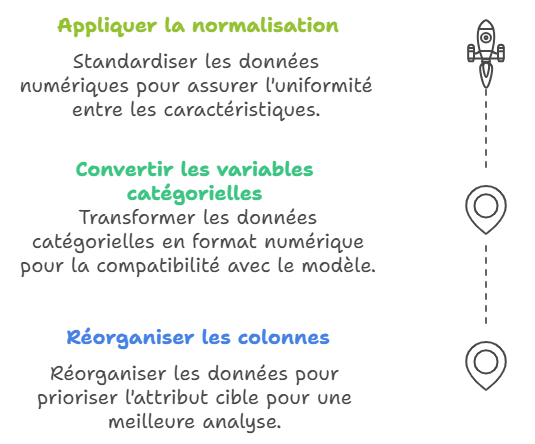 Appliquer la normalisation
Standardiser les données
numériques pour assurer l'uniformité
entre les caractéristiques.
Convertir les variables
catégorielles
Transformer les données
catégorielles en format numérique
pour la compatibilité avec le modèle.
Réorganiser les colonnes
Réorganiser les données pour
prioriser l'attribut cible pour une
meilleure analyse.